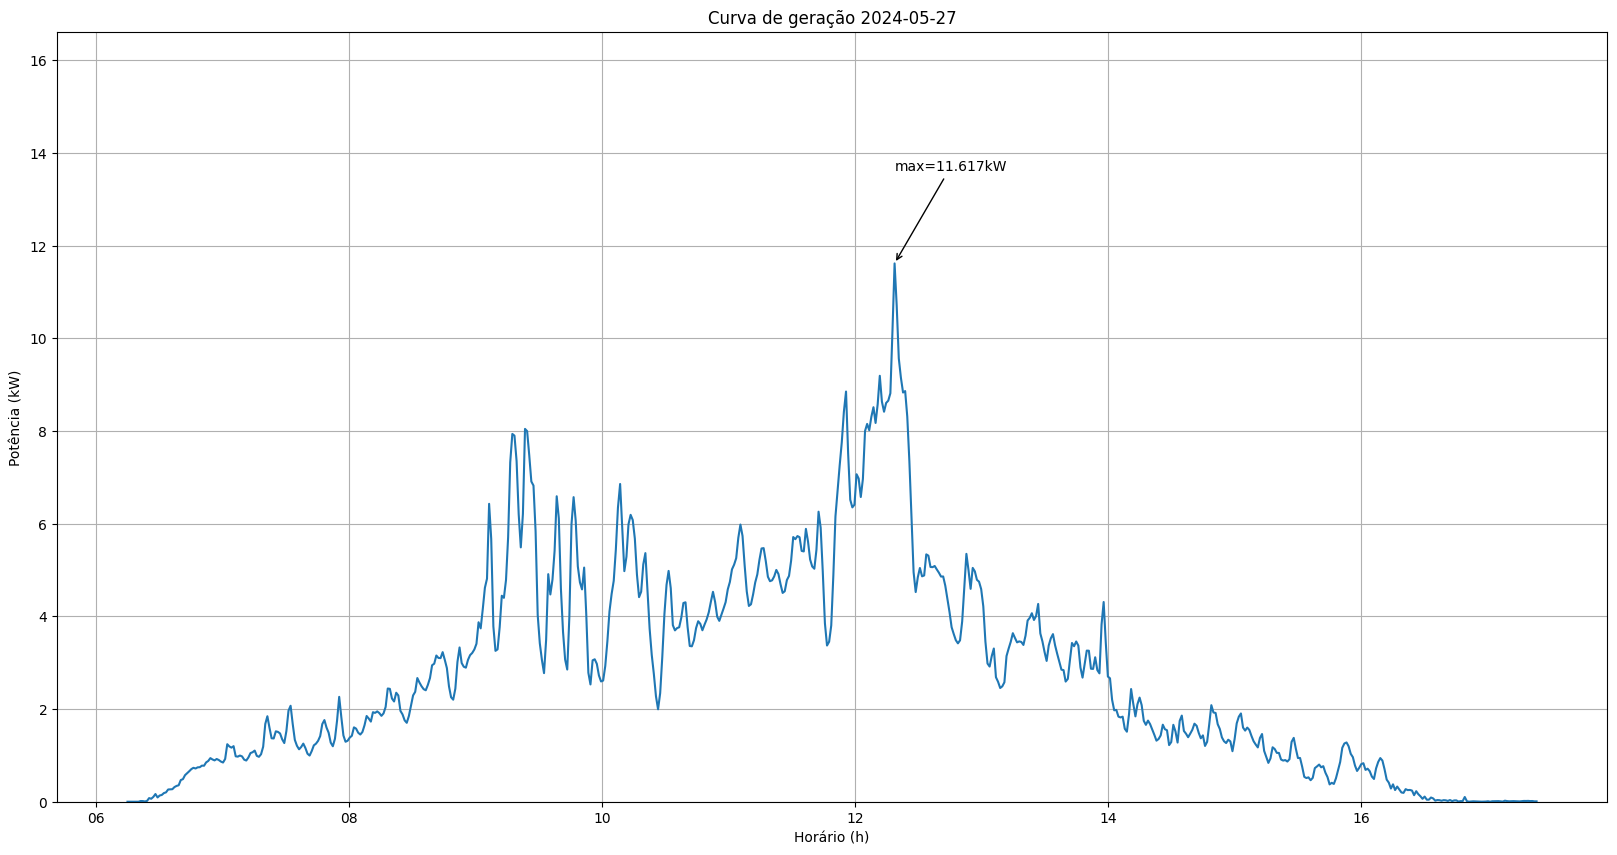 Curva de geração 2024-05-27
16
14
12
10
8
6
4
2
0
Potência (kW)
max=11.617kW
06 08 10 12 14 16
Horário (h)